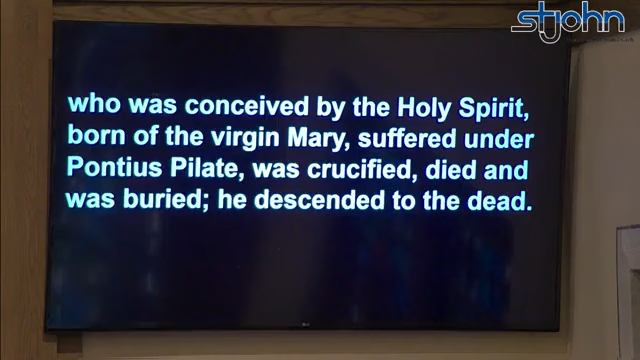 stjohn
who was conceived by the Holy Spirit,
born of the virgin Mary, suffered under
Pontius Pilate, was crucified, died and
was buried; he descended to the dead.
LG